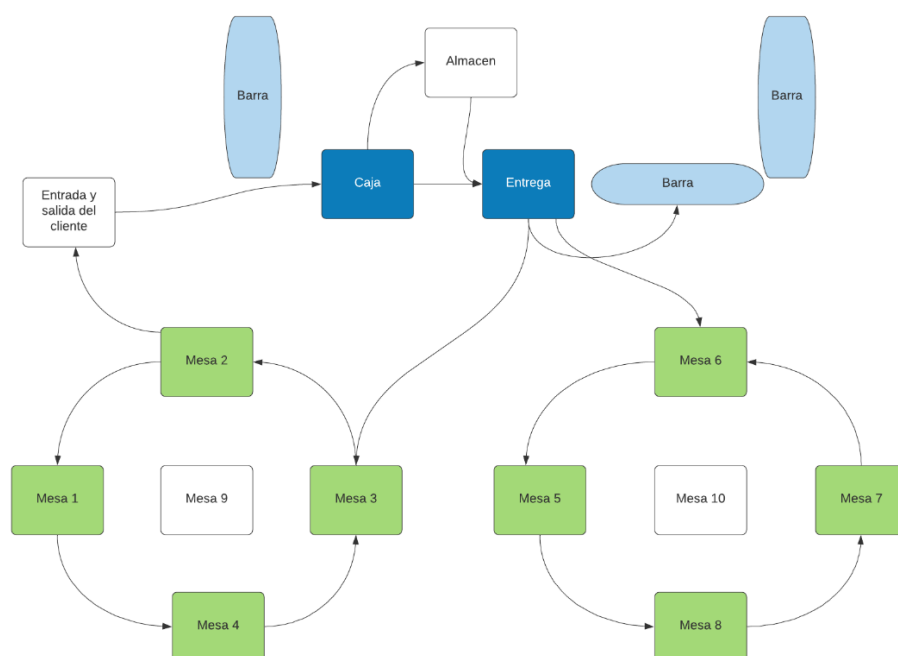 Almacen
Barra
Barra
Caja
Entrega
Barra
Entrada y
salida del
cliente
Mesa 2
Mesa 6
Mesa 1
Mesa 9
Mesa 3
Mesa 5
Mesa 10
Mesa 7
Mesa 4
Mesa 8